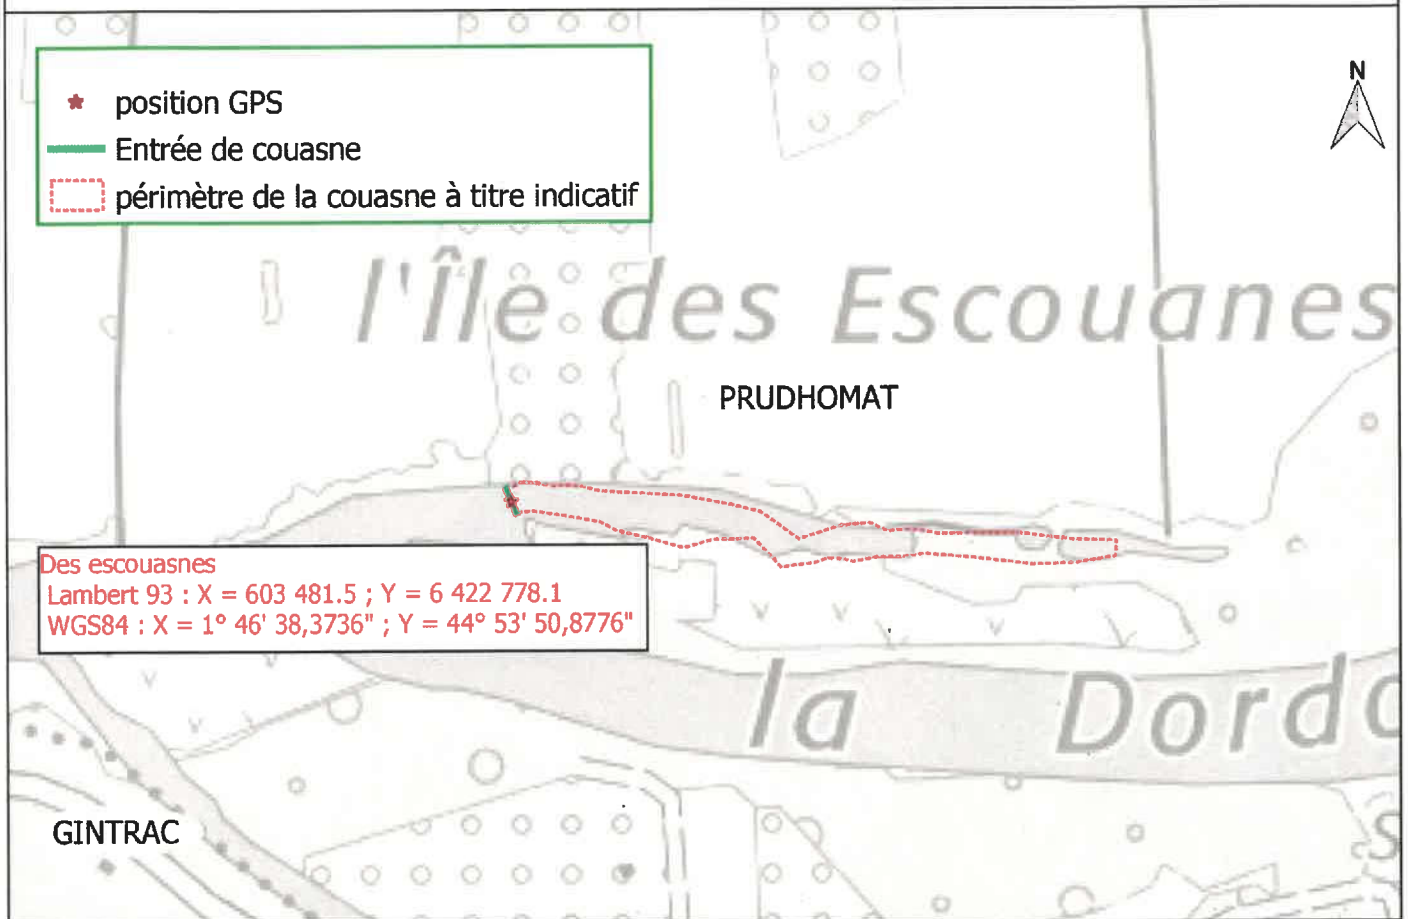 N
position GPS
Entrée de couasne
périmètre de la couasne à titre indicatif
l'Île des Escouanes
PRUDHOMAT
Des escouasnes
Lambert 93 : X = 603 481.5 ; Y = 6 422 778.1
WGS84 : X = 1° 46' 38,3736" ; Y = 44° 53' 50,8776"
la Dordo
GINTRAC
S